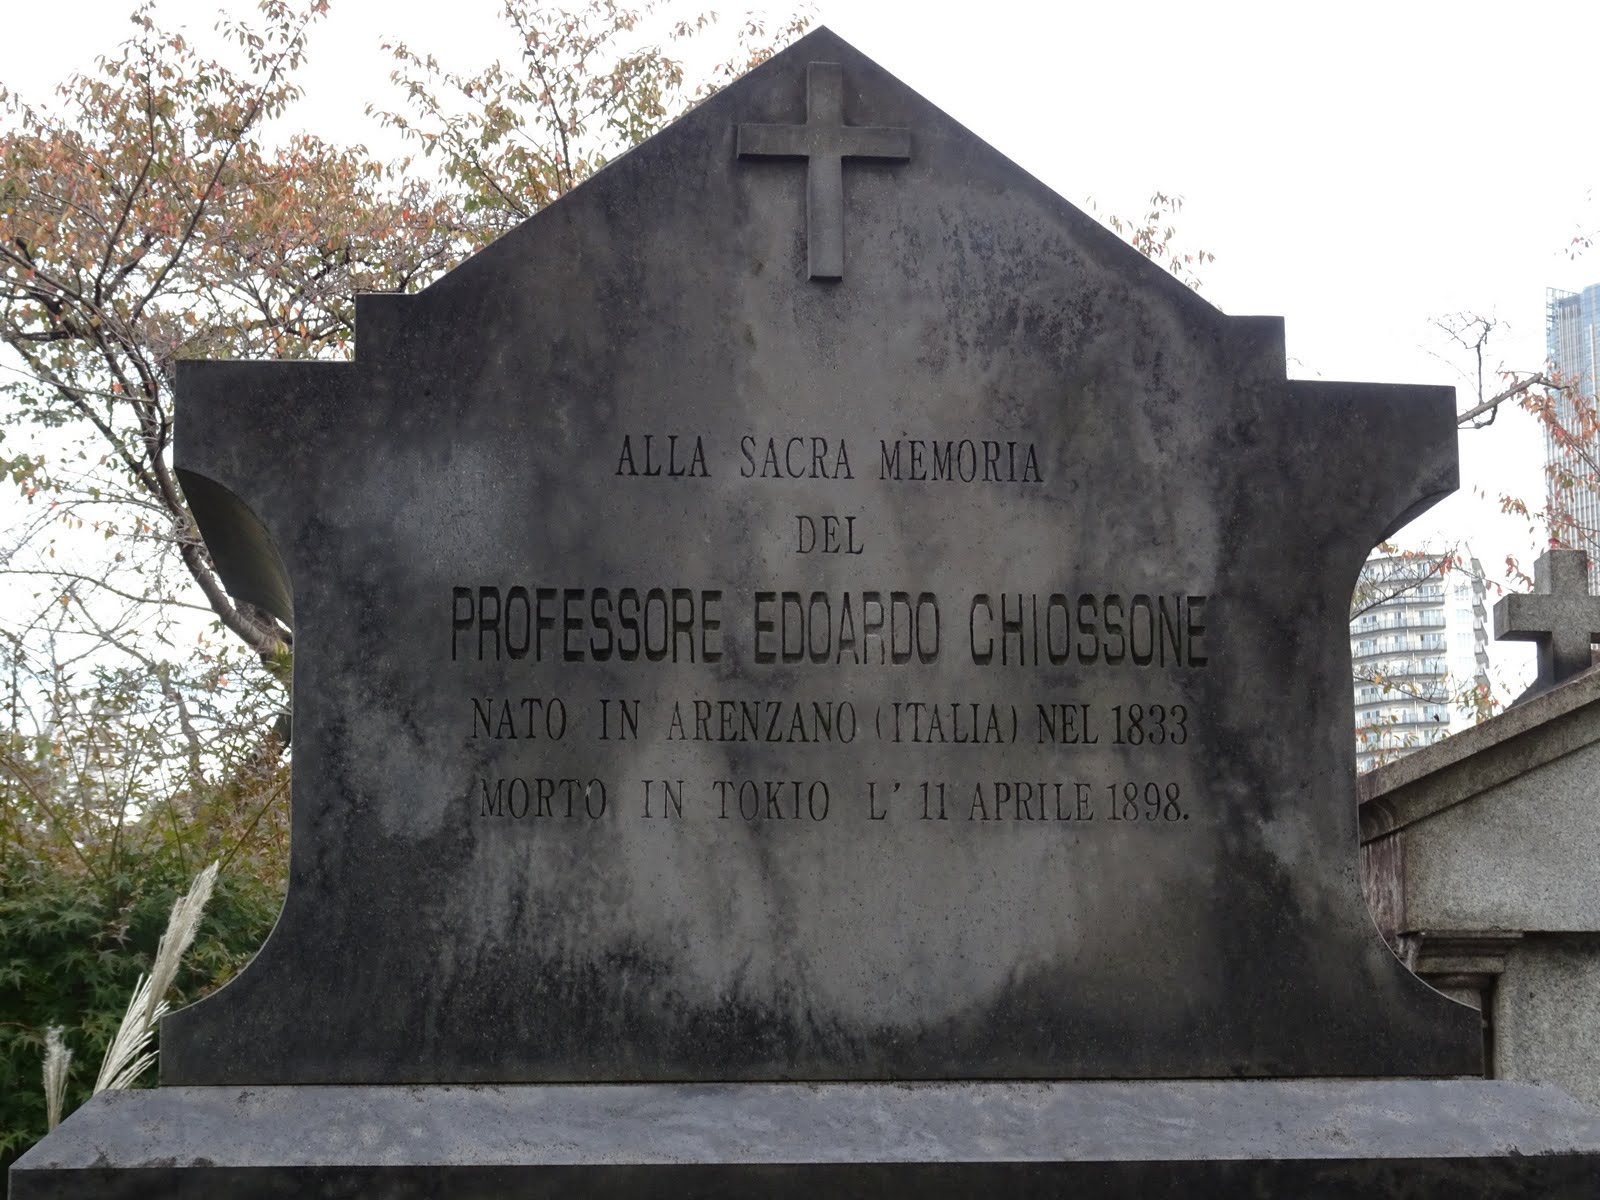 ALLA SACRA MEMORIA
DEL
PROFESSORE EDOARDO CHIOSSONE
NATO IN ARENZANO (ITALIA) NEL 1833
MORTO IN TOKIO L' 11 APRILE 1898.